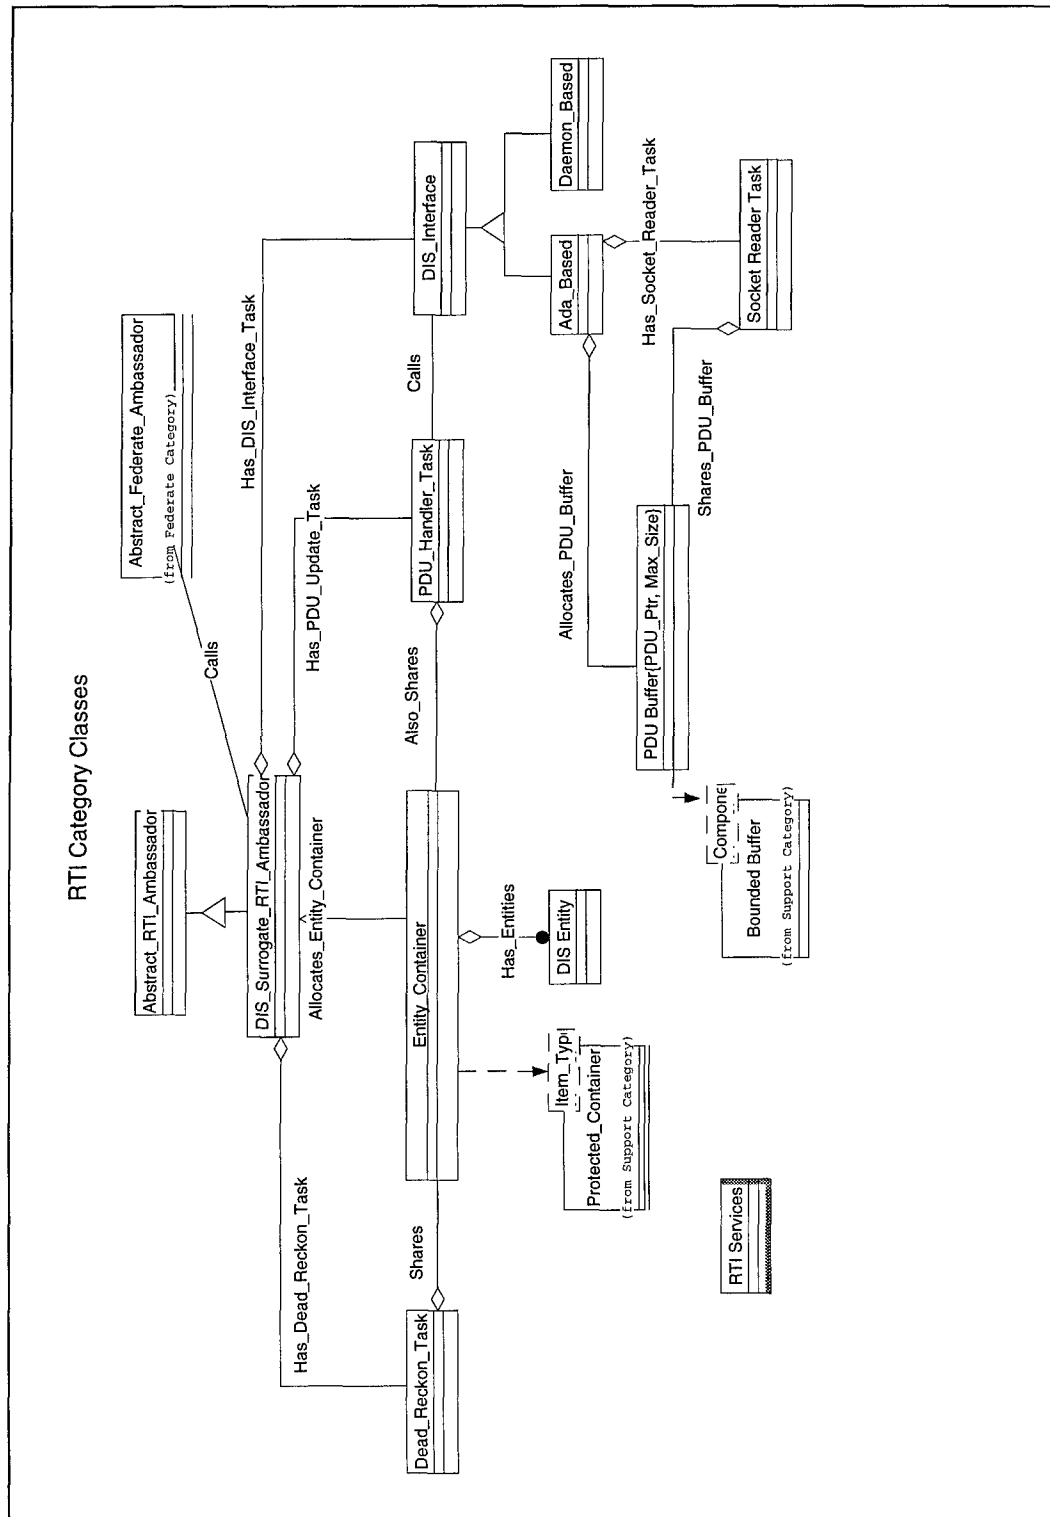 RTI Category Classes
Abstract_RTI_Ambassador
Abstract_Federate_Ambassador
(from Federate Category)
Calls
DIS_Surrogate_RTI_Ambassador
Has_DIS_Interface_Task
Has_Dead_Reckon_Task
Allocates_Entity_Container
Has_PDU_Update_Task
Dead_Reckon_Task
Shares
Entity_Container
Also_Shares
PDU_Handler_Task
Calls
DIS_Interface
Has_Entities
Item_Typ
Protected_Container
(from Support Category)
DIS Entity
Allocates_PDU_Buffer
Ada_Based
Daemon_Based
Has_Socket_Reader_Task
PDU Buffer{PDU_Ptr, Max_Size}
Shares_PDU_Buffer
Socket Reader Task
Compone
Bounded Buffer
(from Support Category)
RTI Services